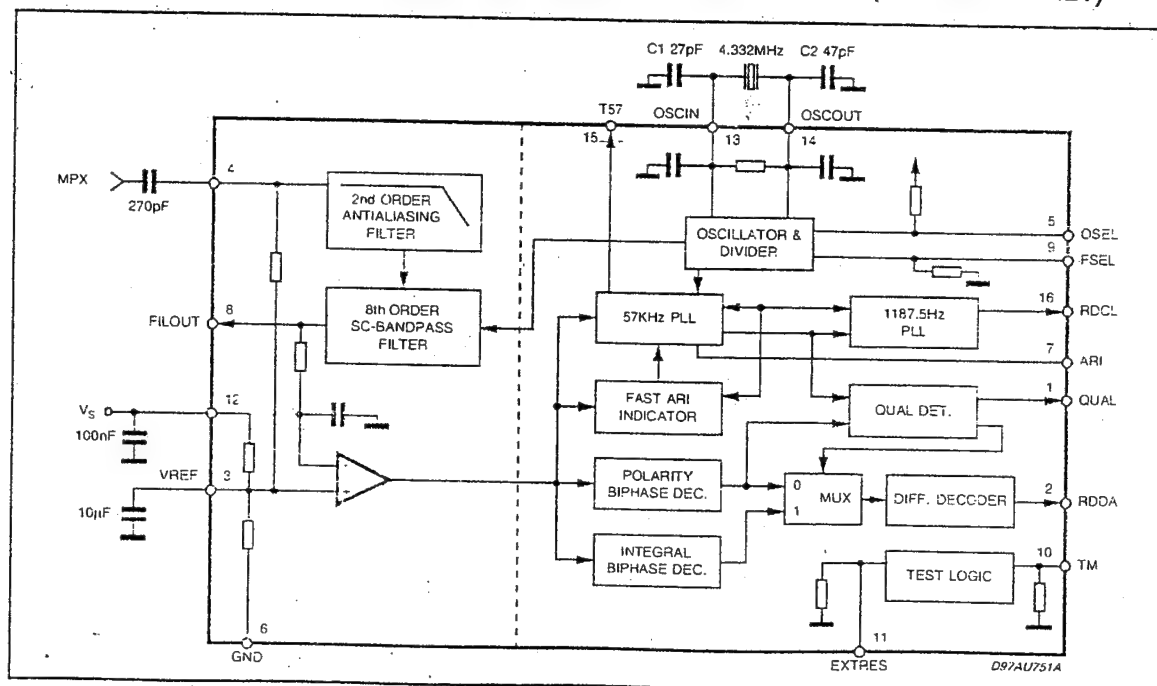 C1 27pF
4.332MHz
C2 47pF
T57
OSCIN
OSCOUT
15
13
14
MPX
270pF
4
2nd ORDER
ANTIALIASING
FILTER
OSCILLATOR &
DIVIDER
5
OSEL
9
FSEL
FILOUT
8
8th ORDER
SC-BANDPASS
FILTER
57KHz PLL
1187.5Hz
PLL
16
RDCL
7
ARI
VS
12
100nF
FAST ARI
INDICATOR
QUAL DET.
1
QUAL
VREF
3
10µF
-
+
POLARITY
BIPHASE DEC.
0
MUX
1
DIFF. DECODER
2
RDDA
INTEGRAL
BIPHASE DEC.
TEST LOGIC
10
TM
6
GND
11
EXTRES
D97AU751A